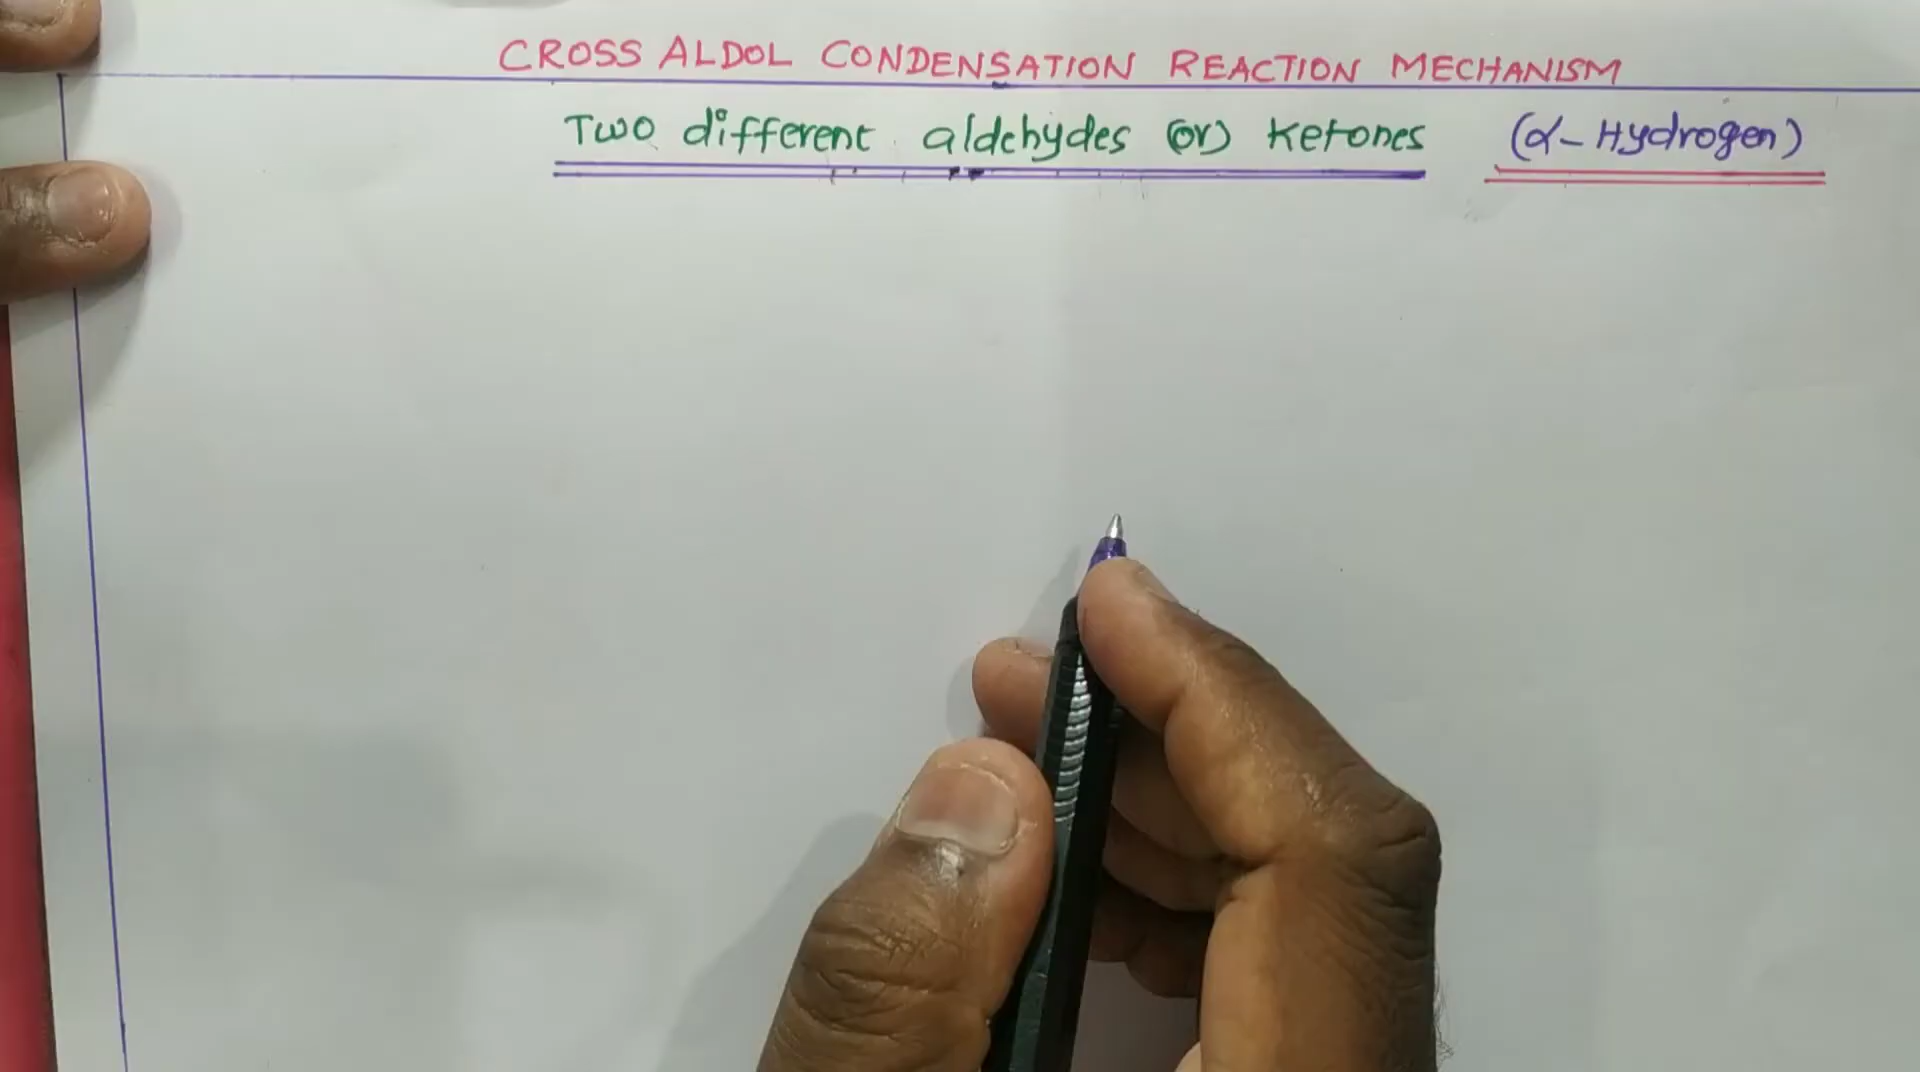 CROSS ALDOL CONDENSATION REACTION MECHANISM
Two different aldehydes (or) Ketones (α-Hydrogen)